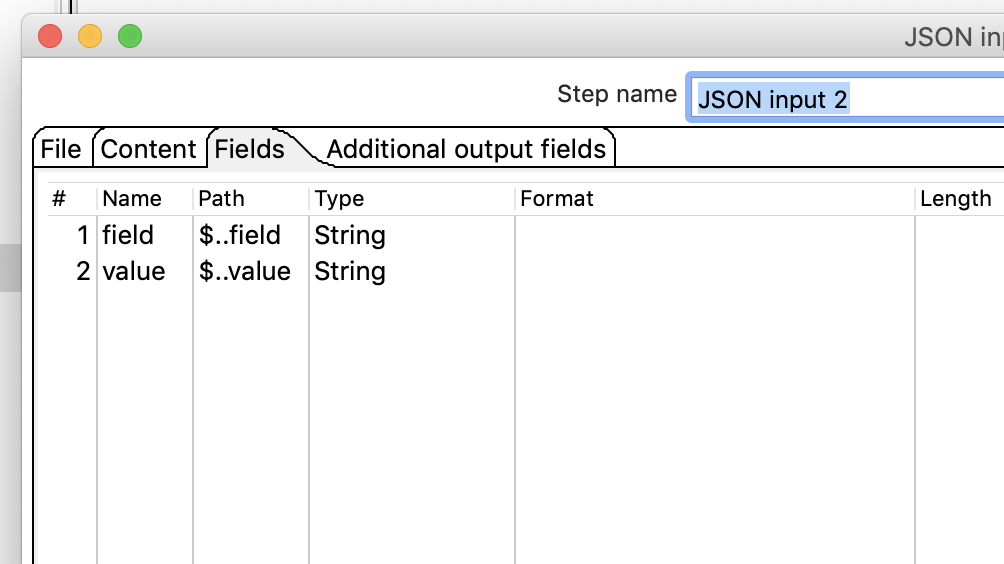 JSON in
Step name JSON input 2
File Content Fields Additional output fields
# Name Path Type Format Length
1 field $..field String
2 value $..value String